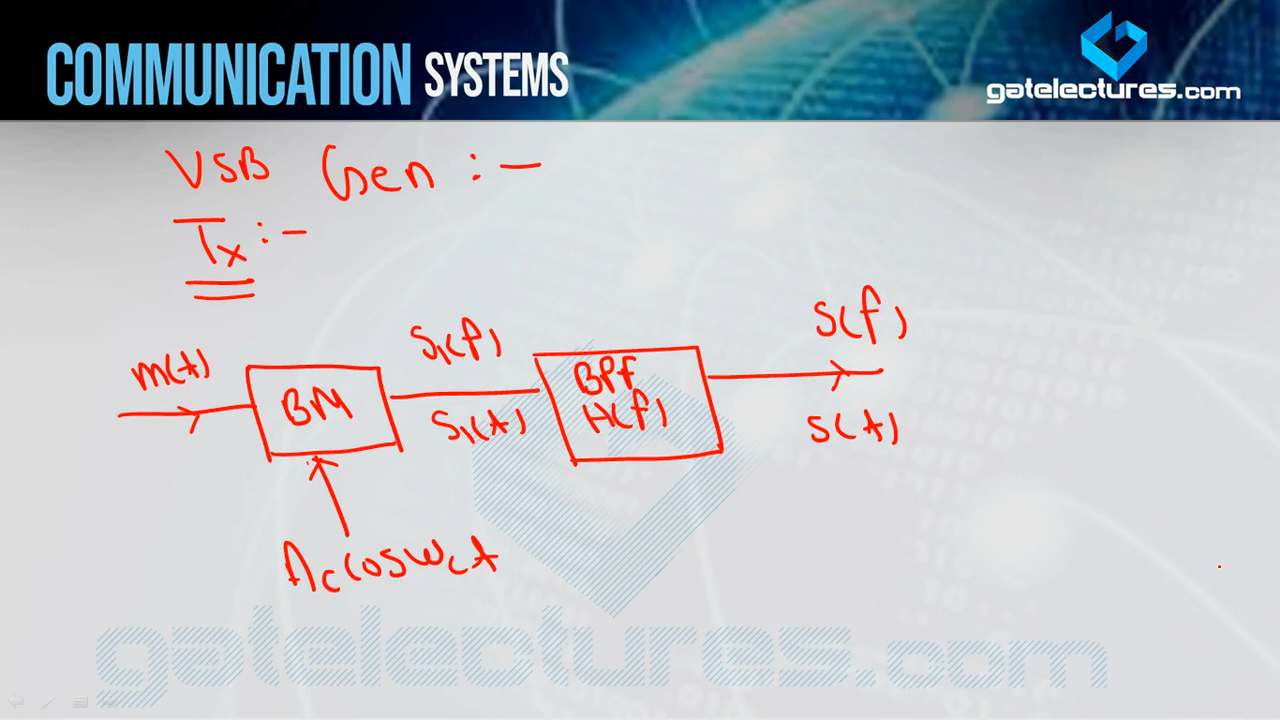 COMMUNICATION SYSTEMS
gatelectures.com
VSB Gen :-
Tx :-
m(t)
BM
S₁(f)
S₁(t)
BPF
H(f)
S(f)
S(t)
Ac cos ωct
gatelectures.com